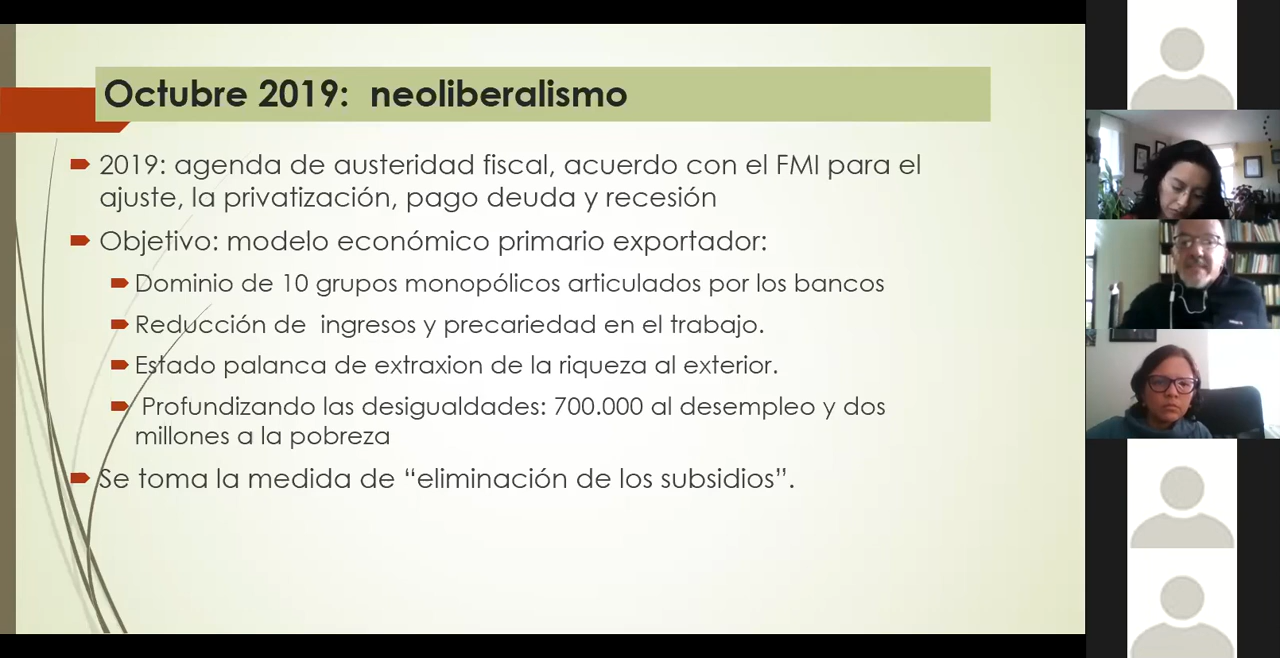 Octubre 2019:  neoliberalismo
2019: agenda de austeridad fiscal, acuerdo con el FMI para el
ajuste, la privatización, pago deuda y recesión
Objetivo: modelo económico primario exportador:
Dominio de 10 grupos monopólicos articulados por los bancos
Reducción de  ingresos y precariedad en el trabajo.
Estado palanca de extraxion de la riqueza al exterior.
Profundizando las desigualdades: 700.000 al desempleo y dos
millones a la pobreza
Se toma la medida de “eliminación de los subsidios”.